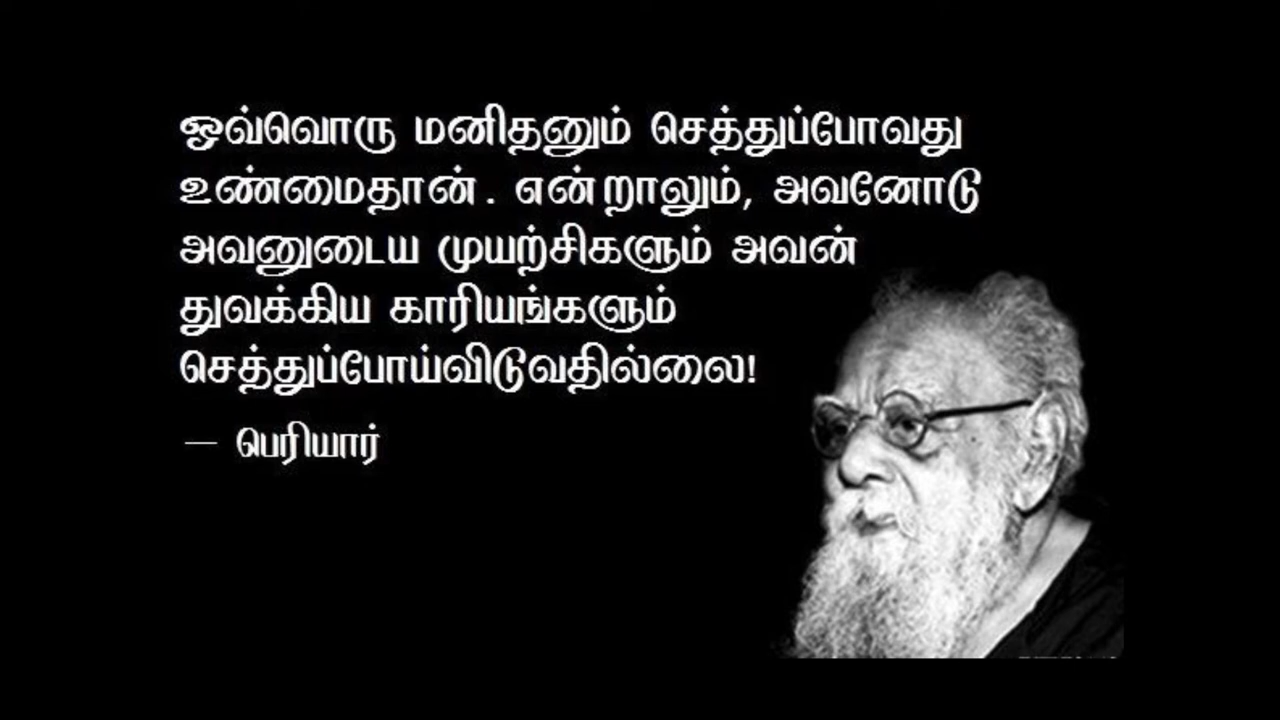 ஒவ்வொரு மனிதனும் செத்துப்போவது
உண்மைதான். என்றாலும், அவனோடு
அவனுடைய முயற்சிகளும் அவன்
துவக்கிய காரியங்களும்
செத்துப்போய்விடுவதில்லை!
— பெரியார்